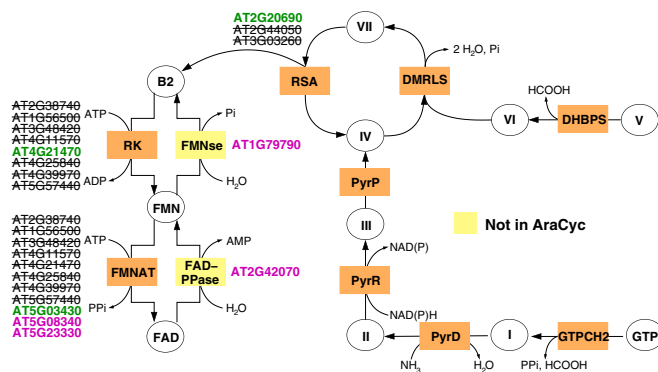 AT2G20690
AT2G44050
AT3G03260
VII
2 H₂O, Pi
B2
RSA
DMRLS
HCOOH
AT2G38740
AT1G56500
AT3G48420
AT4G11570
AT4G21470
AT4G25840
AT4G39970
AT5G57440
ATP
RK
ADP
Pi
FMNse
H₂O
AT1G79790
IV
VI
DHBPS
V
PyrP
FMN
III
Not in AraCyc
AT2G38740
AT1G56500
AT3G48420
AT4G11570
AT4G21470
AT4G25840
AT4G39970
AT5G57440
AT5G03430
AT5G08340
AT5G23330
ATP
FMNAT
PPi
AMP
FAD–
PPase
H₂O
AT2G42070
NAD(P)
PyrR
NAD(P)H
FAD
II
PyrD
I
GTPCH2
GTP
NH₃
H₂O
PPi, HCOOH